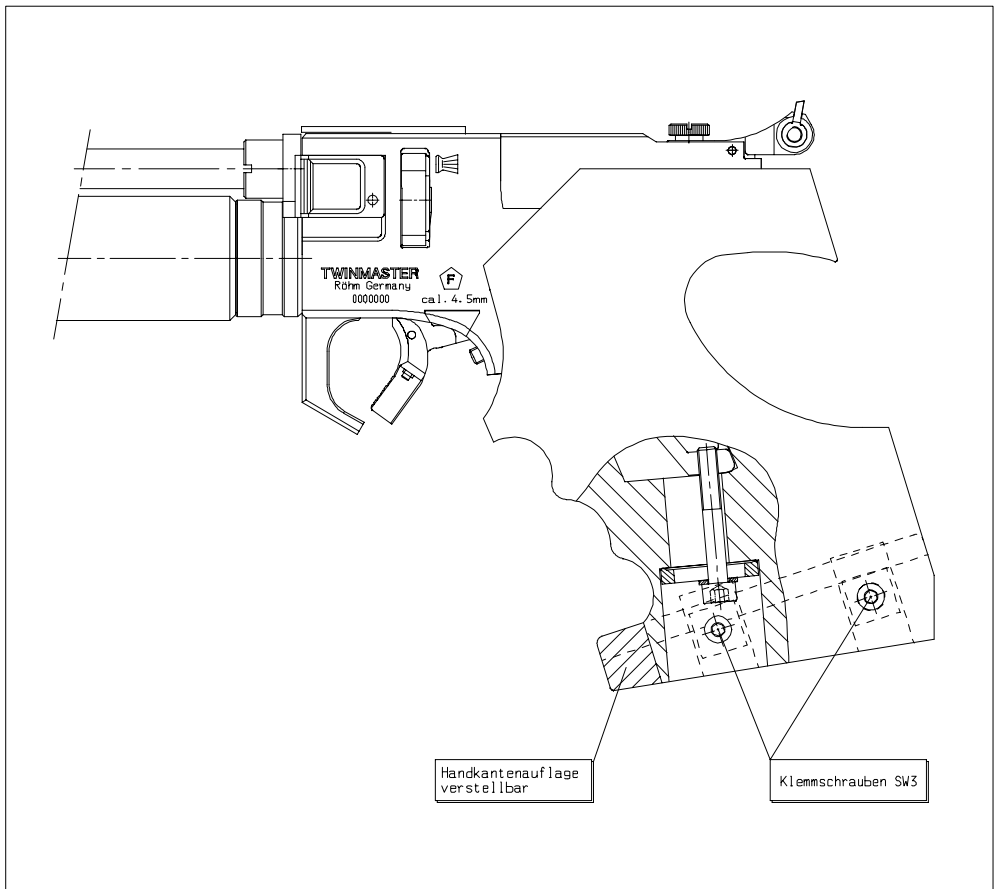 TWINMASTER
Röhm Germany
0000000
F
cal. 4.5mm
Handkantenauflage
verstellbar
Klemmschrauben SW3